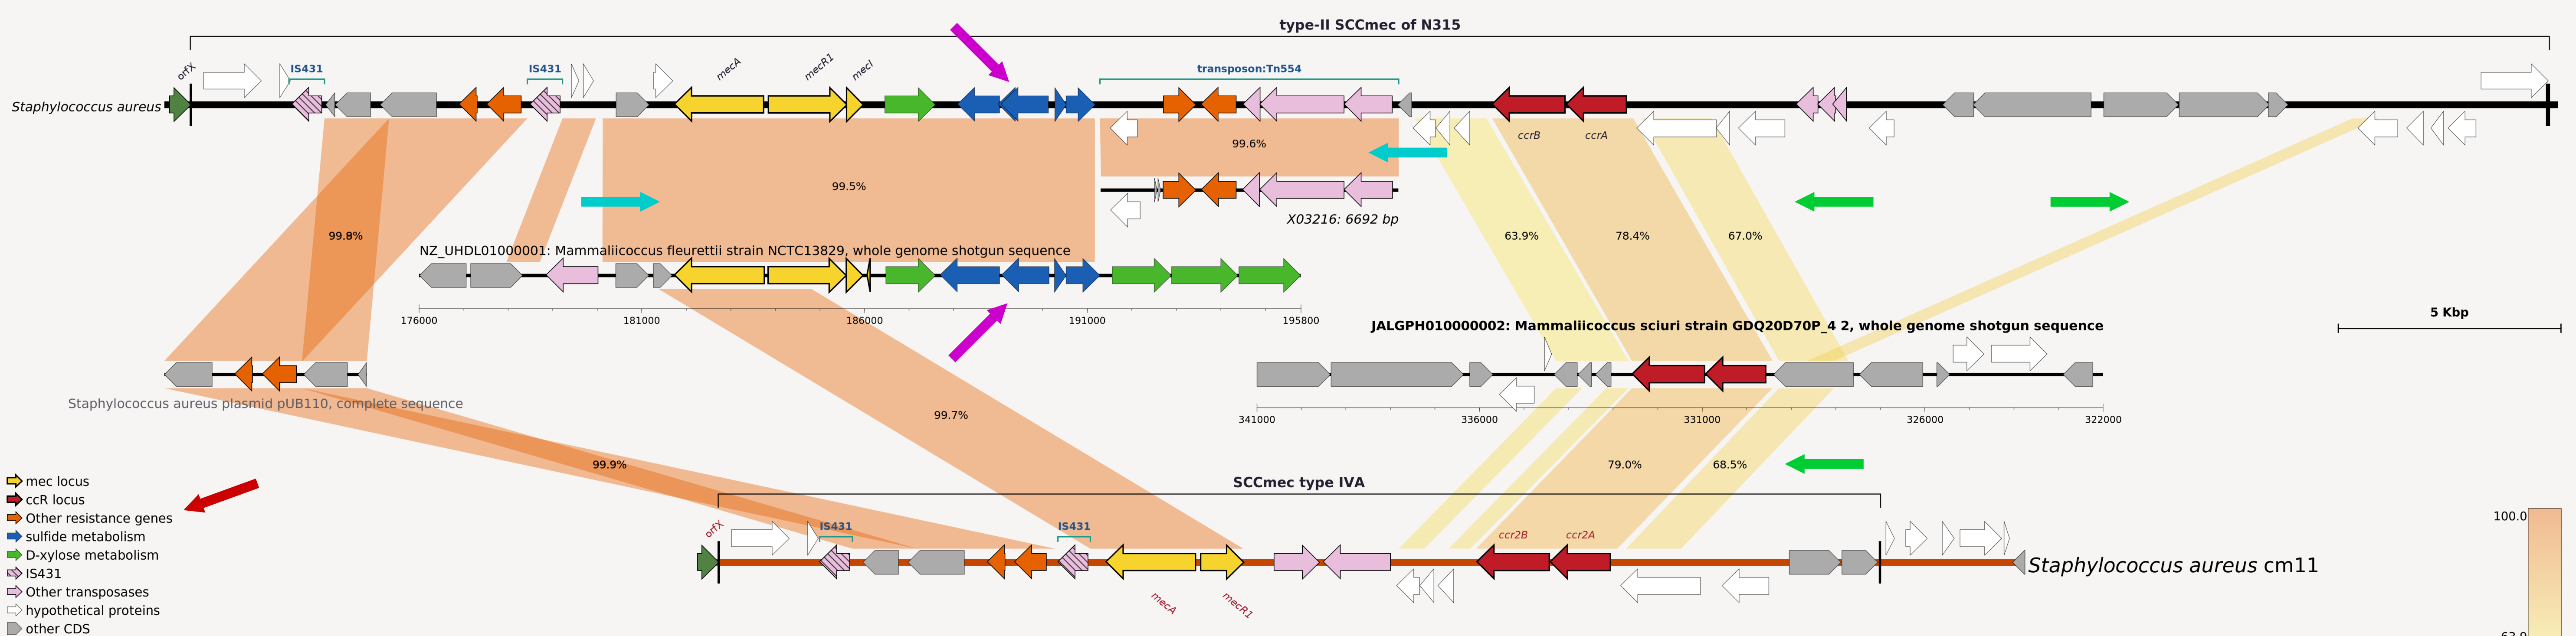 type-II SCCmec of N315
orfX
IS431
IS431
mecA
mecR1
mecI
transposon:Tn554
Staphylococcus aureus
ccrB
ccrA
99.6%
99.5%
X03216: 6692 bp
99.8%
63.9%
78.4%
67.0%
NZ_UHDL01000001: Mammaliicoccus fleurettii strain NCTC13829, whole genome shotgun sequence
176000
181000
186000
191000
195800
5 Kbp
JALGPH010000002: Mammaliicoccus sciuri strain GDQ20D70P_4 2, whole genome shotgun sequence
Staphylococcus aureus plasmid pUB110, complete sequence
99.7%
341000
336000
331000
326000
322000
99.9%
79.0%
68.5%
SCCmec type IVA
mec locus
ccR locus
Other resistance genes
sulfide metabolism
D-xylose metabolism
IS431
Other transposases
hypothetical proteins
other CDS
orfX
IS431
IS431
ccr2B
ccr2A
mecA
mecR1
Staphylococcus aureus cm11
100.0